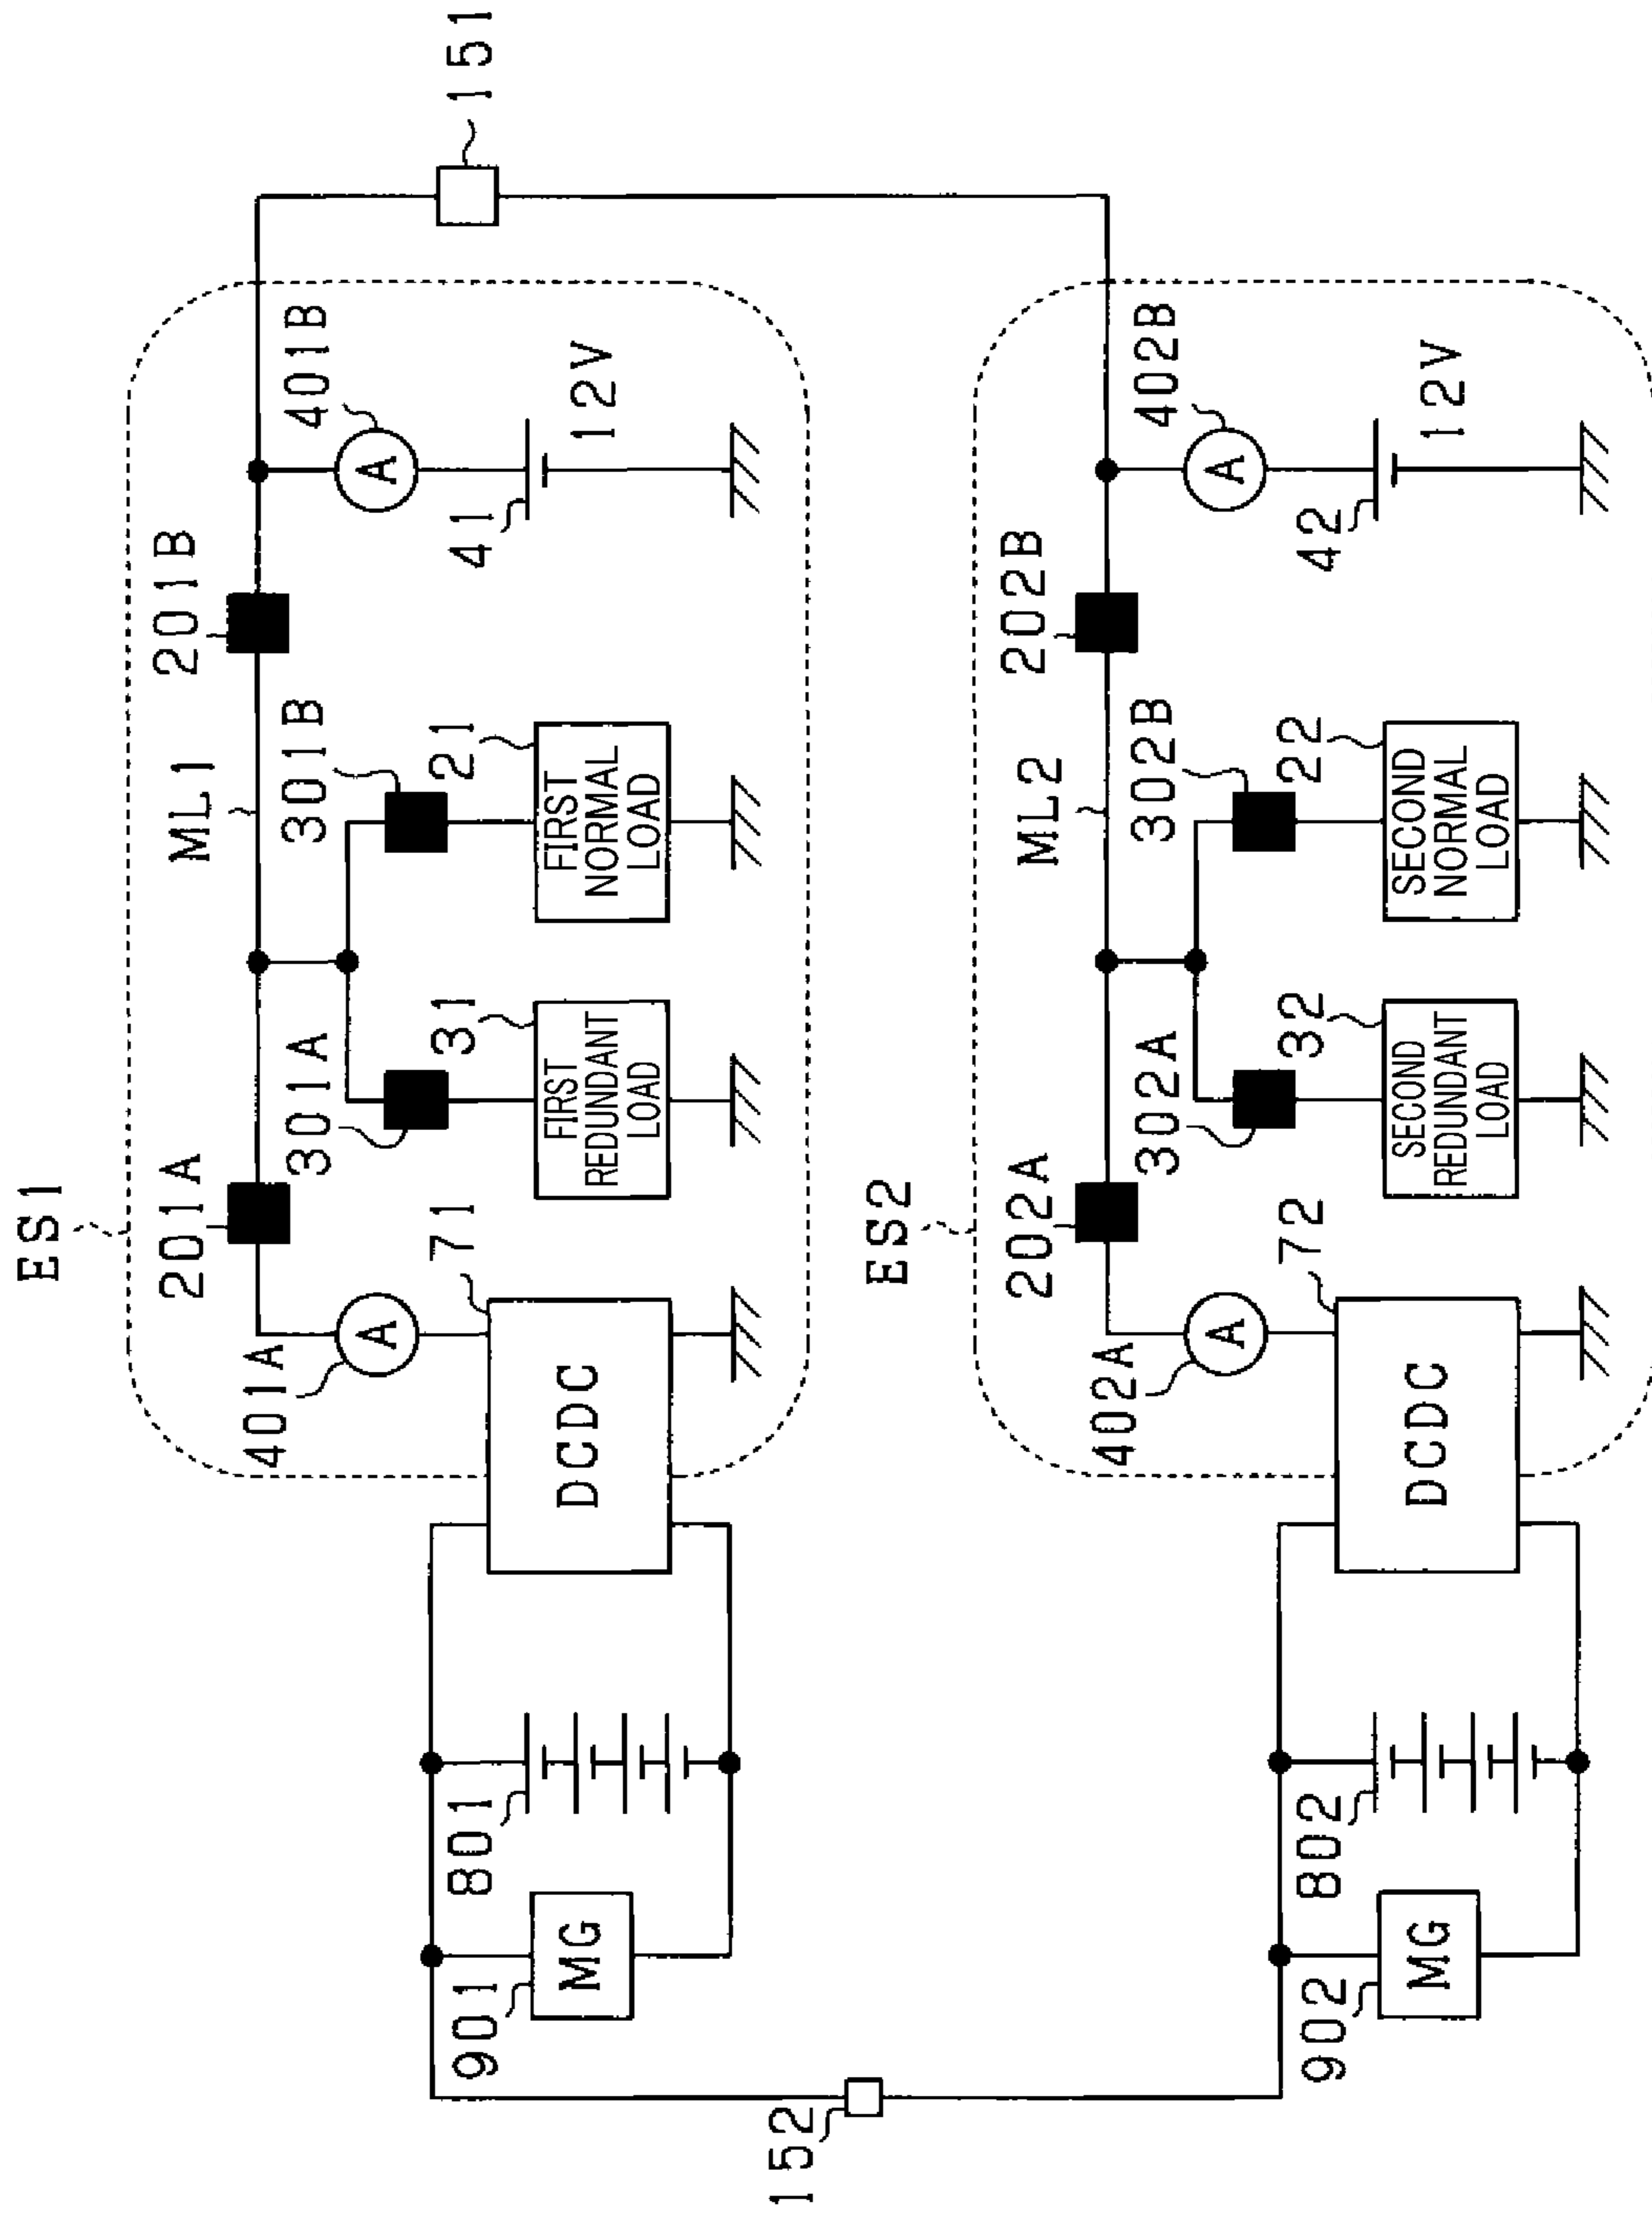 ES1
401A
A
201A
71
DCDC
301A
31
FIRST
REDUNDANT
LOAD
ML1
301B
21
FIRST
NORMAL
LOAD
201B
401B
A
41
12V
151
801
901
MG
152
ES2
402A
A
202A
72
DCDC
302A
32
SECOND
REDUNDANT
LOAD
ML2
302B
22
SECOND
NORMAL
LOAD
202B
402B
A
42
12V
802
902
MG